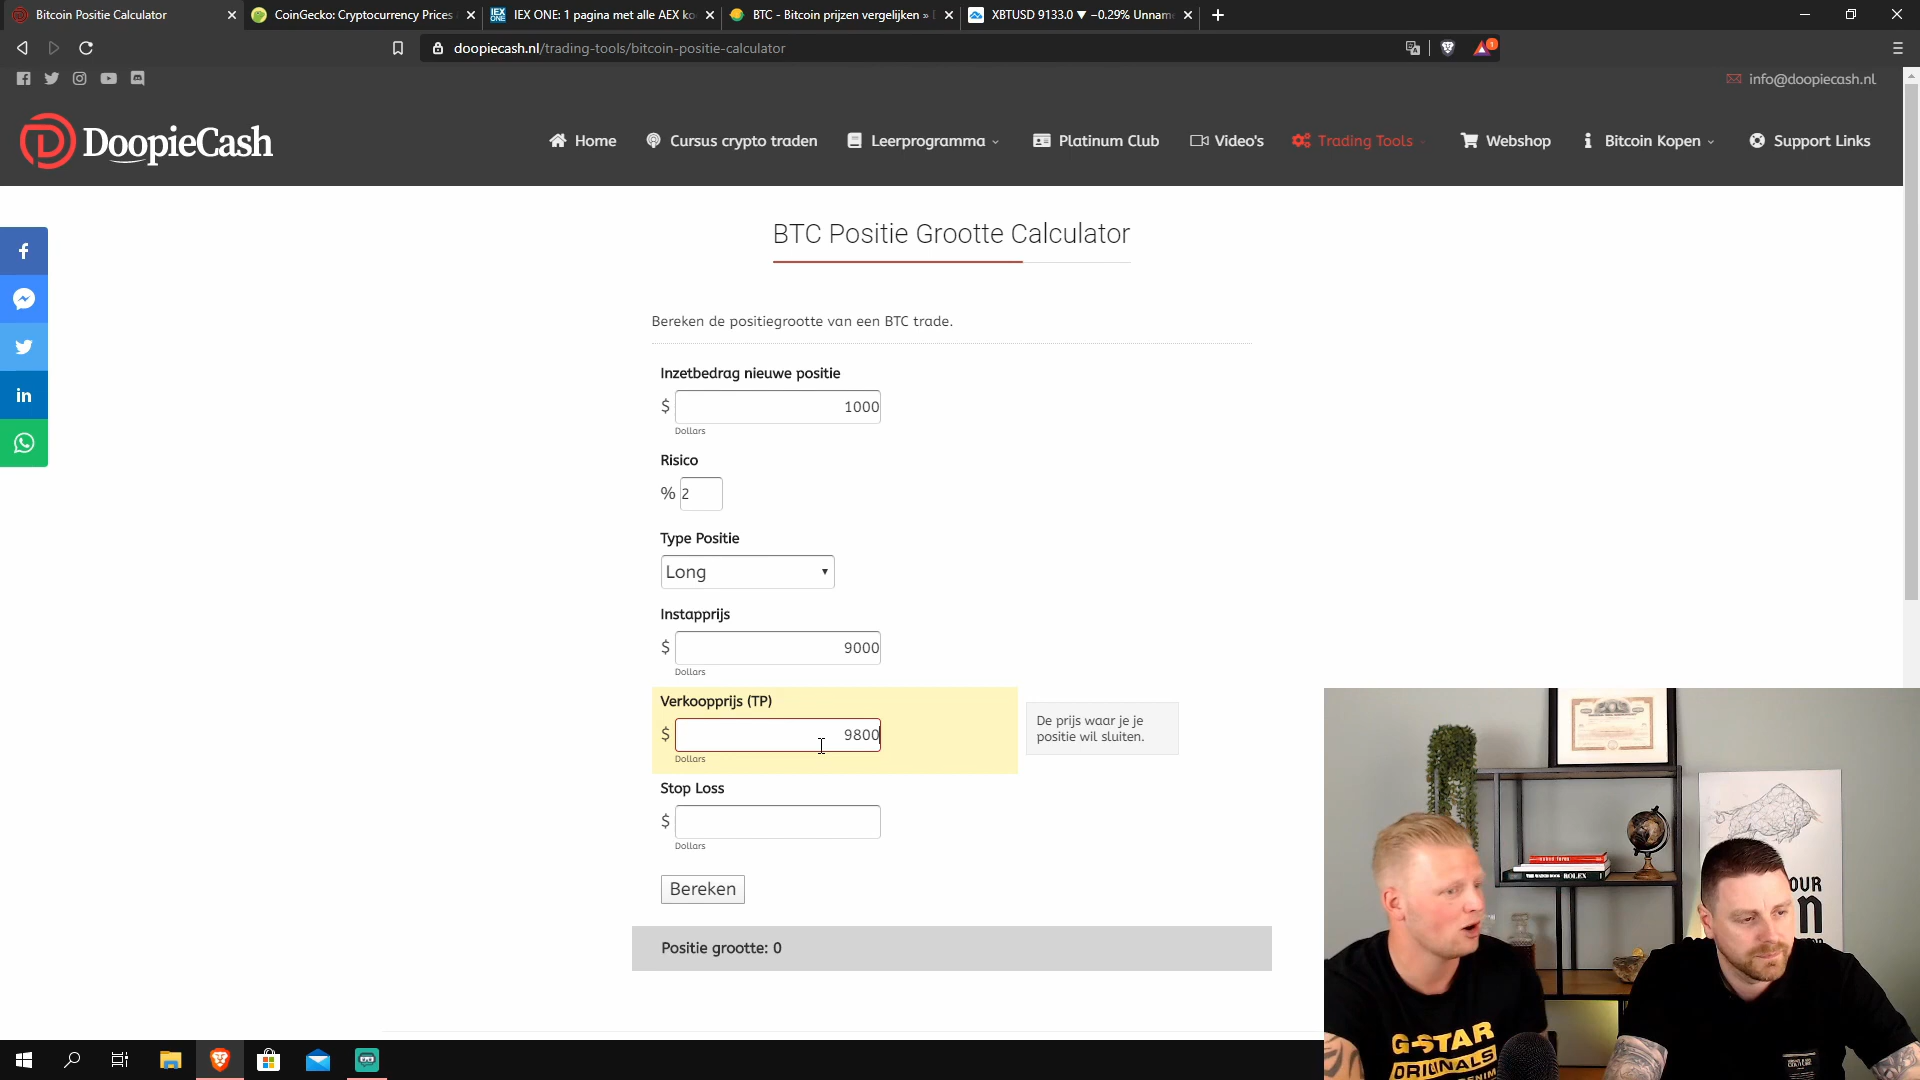 Bitcoin Positie Calculator
CoinGecko: Cryptocurrency Prices
IEX ONE: 1 pagina met alle AEX ko
BTC - Bitcoin prijzen vergelijken »
XBTUSD 9133.0 ▼ −0.29% Unnam
doopiecash.nl/trading-tools/bitcoin-positie-calculator
1
info@doopiecash.nl
DoopieCash
Home
Cursus crypto traden
Leerprogramma
Platinum Club
Video's
Trading Tools
Webshop
Bitcoin Kopen
Support Links
BTC Positie Grootte Calculator
Bereken de positiegrootte van een BTC trade.
Inzetbedrag nieuwe positie
$ 1000
Dollars
Risico
% 2
Type Positie
Long
Instapprijs
$ 9000
Dollars
Verkoopprijs (TP)
$ 9800
Dollars
De prijs waar je je
positie wil sluiten.
Stop Loss
$
Dollars
Bereken
Positie grootte: 0
ROLEX
OUR
G-STAR
ORIGINALS